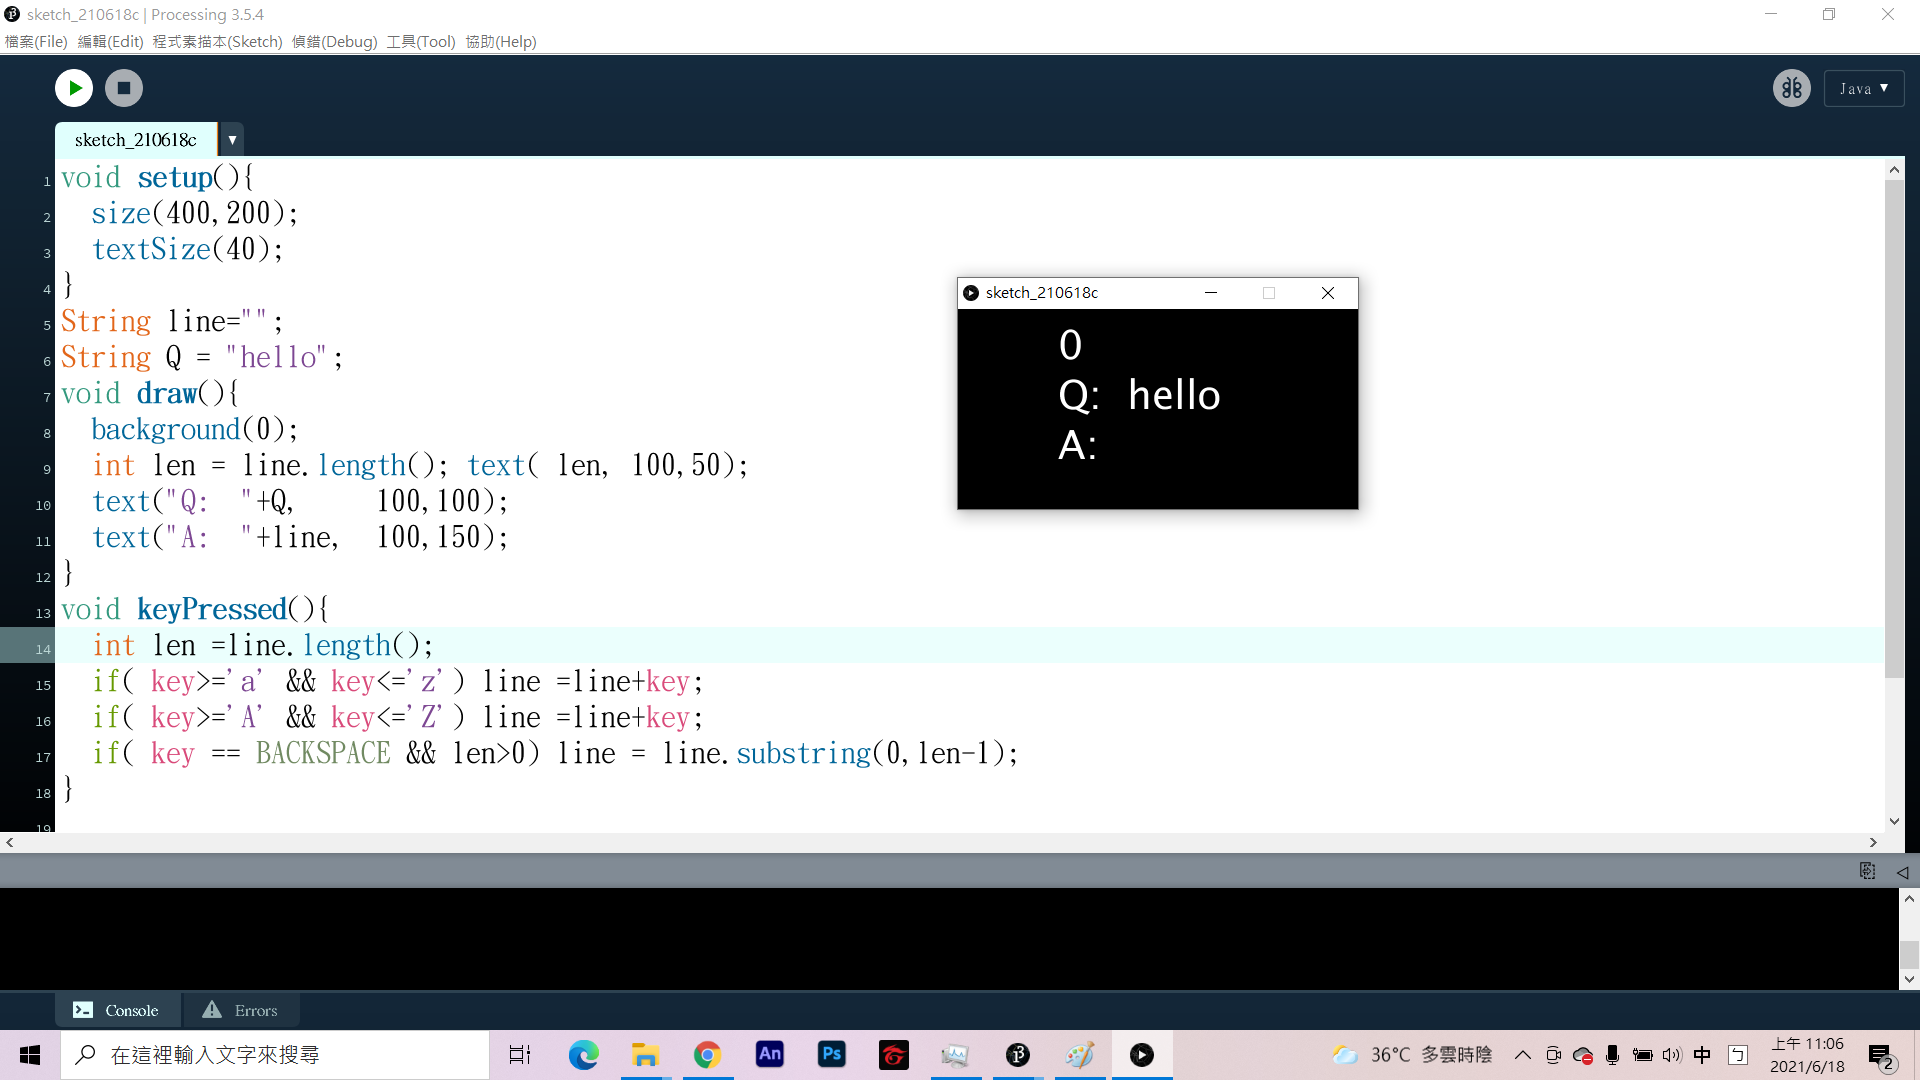 sketch_210618c | Processing 3.5.4
檔案(File) 編輯(Edit) 程式素描本(Sketch) 偵錯(Debug) 工具(Tool) 協助(Help)
Java ▼
sketch_210618c ▼
1 void setup(){
2 size(400,200);
3 textSize(40);
4 }
5 String line="";
6 String Q = "hello";
7 void draw(){
8 background(0);
9 int len = line.length(); text( len, 100,50);
10 text("Q:  "+Q,     100,100);
11 text("A:  "+line,  100,150);
12 }
13 void keyPressed(){
14 int len =line.length();
15 if( key>='a' && key<='z') line =line+key;
16 if( key>='A' && key<='Z') line =line+key;
17 if( key == BACKSPACE && len>0) line = line.substring(0,len-1);
18 }
19
sketch_210618c
0
Q:  hello
A:
Console
Errors
在這裡輸入文字來搜尋
An
Ps
36°C 多雲時陰
中
ㄅ
上午 11:06
2021/6/18
2